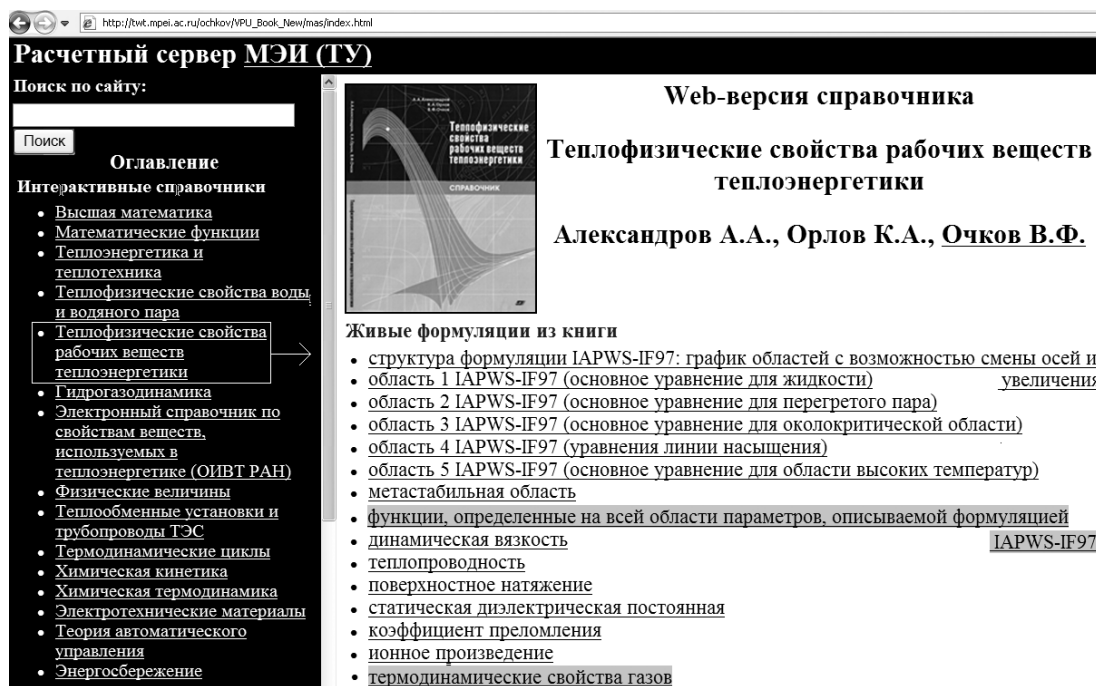 http://twt.mpei.ac.ru/ochkov/VPU_Book_New/mas/index.html
Расчетный сервер МЭИ (ТУ)
Поиск по сайту:
Поиск
Оглавление
Интерактивные справочники
Высшая математика
Математические функции
Теплоэнергетика и
теплотехника
Теплофизические свойства воды
и водяного пара
Теплофизические свойства
рабочих веществ
теплоэнергетики
Гидрогазодинамика
Электронный справочник по
свойствам веществ,
используемых в
теплоэнергетике (ОИВТ РАН)
Физические величины
Теплообменные установки и
трубопроводы ТЭС
Термодинамические циклы
Химическая кинетика
Химическая термодинамика
Электротехнические материалы
Теория автоматического
управления
Энергосбережение
Теплофизические
свойства
рабочих веществ
теплоэнергетики
СПРАВОЧНИК
Web-версия справочника
Теплофизические свойства рабочих веществ
теплоэнергетики
Александров А.А., Орлов К.А., Очков В.Ф.
Живые формуляции из книги
структура формуляции IAPWS-IF97: график областей с возможностью смены осей и
увеличения
область 1 IAPWS-IF97 (основное уравнение для жидкости)
область 2 IAPWS-IF97 (основное уравнение для перегретого пара)
область 3 IAPWS-IF97 (основное уравнение для околокритической области)
область 4 IAPWS-IF97 (уравнения линии насыщения)
область 5 IAPWS-IF97 (основное уравнение для области высоких температур)
метастабильная область
функции, определенные на всей области параметров, описываемой формуляцией
IAPWS-IF97
динамическая вязкость
теплопроводность
поверхностное натяжение
статическая диэлектрическая постоянная
коэффициент преломления
ионное произведение
термодинамические свойства газов